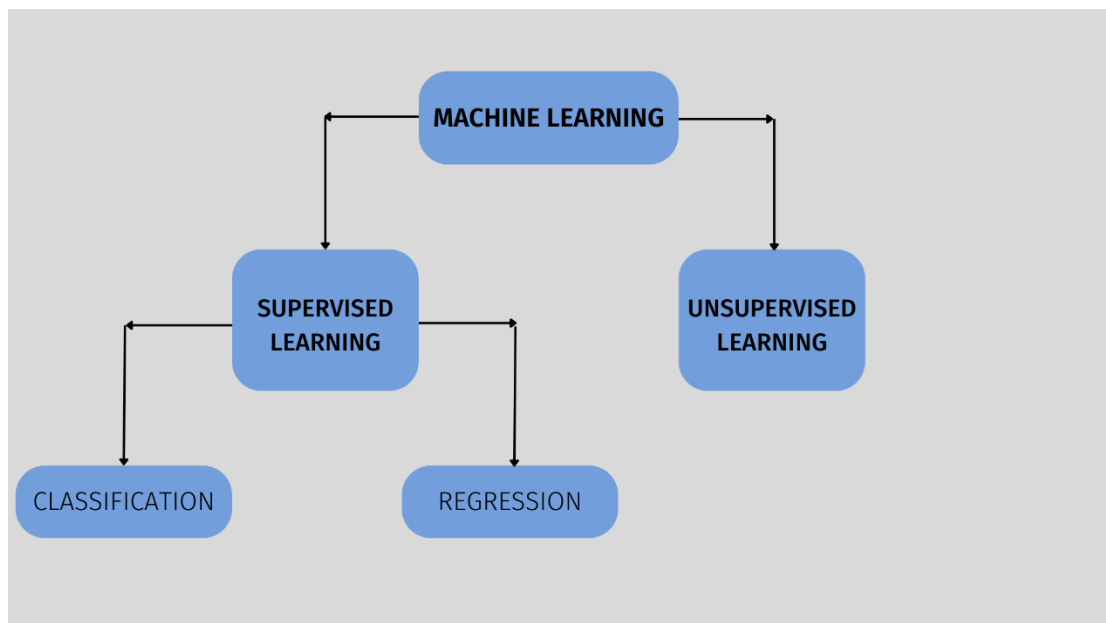 MACHINE LEARNING
SUPERVISED
LEARNING
UNSUPERVISED
LEARNING
CLASSIFICATION
REGRESSION